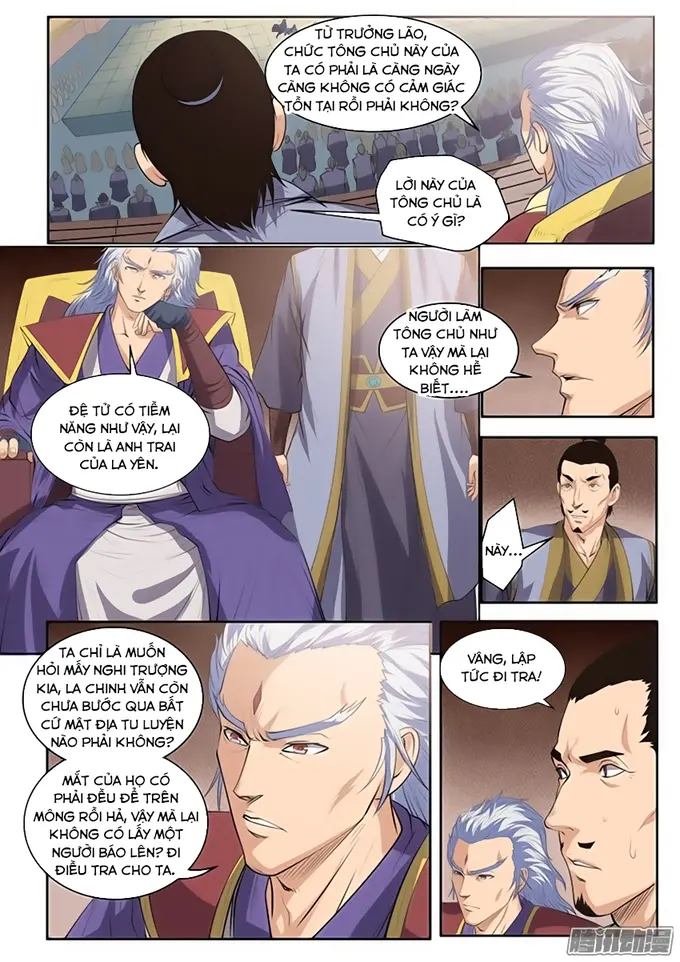 TỪ TRƯỞNG LÃO,
CHỨC TÔNG CHỦ NÀY CỦA
TA CÓ PHẢI LÀ CÀNG NGÀY
CÀNG KHÔNG CÓ CẢM GIÁC
TỒN TẠI RỒI PHẢI KHÔNG?
LỜI NÀY CỦA
TÔNG CHỦ LÀ
CÓ Ý GÌ?
NGƯỜI LÀM
TÔNG CHỦ NHƯ
TA VẬY MÀ LẠI
KHÔNG HỀ
BIẾT....
ĐỆ TỬ CÓ TIỀM
NĂNG NHƯ VẬY, LẠI
CÒN LÀ ANH TRAI
CỦA LA YÊN.
NÀY...
TA CHỈ LÀ MUỐN
HỎI MẤY NGHI TRƯỢNG
KIA, LA CHINH VẪN CÒN
CHƯA BƯỚC QUA BẤT
CỨ MẬT ĐỊA TU LUYỆN
NÀO PHẢI KHÔNG?
MẮT CỦA HỌ CÓ
PHẢI ĐỀU ĐỂ TRÊN
MÔNG RỒI HẢ, VẬY MÀ LẠI
KHÔNG CÓ LẤY MỘT
NGƯỜI BÁO LÊN? ĐI
ĐIỀU TRA CHO TA.
VÂNG, LẬP
TỨC ĐI TRA!
腾讯动漫